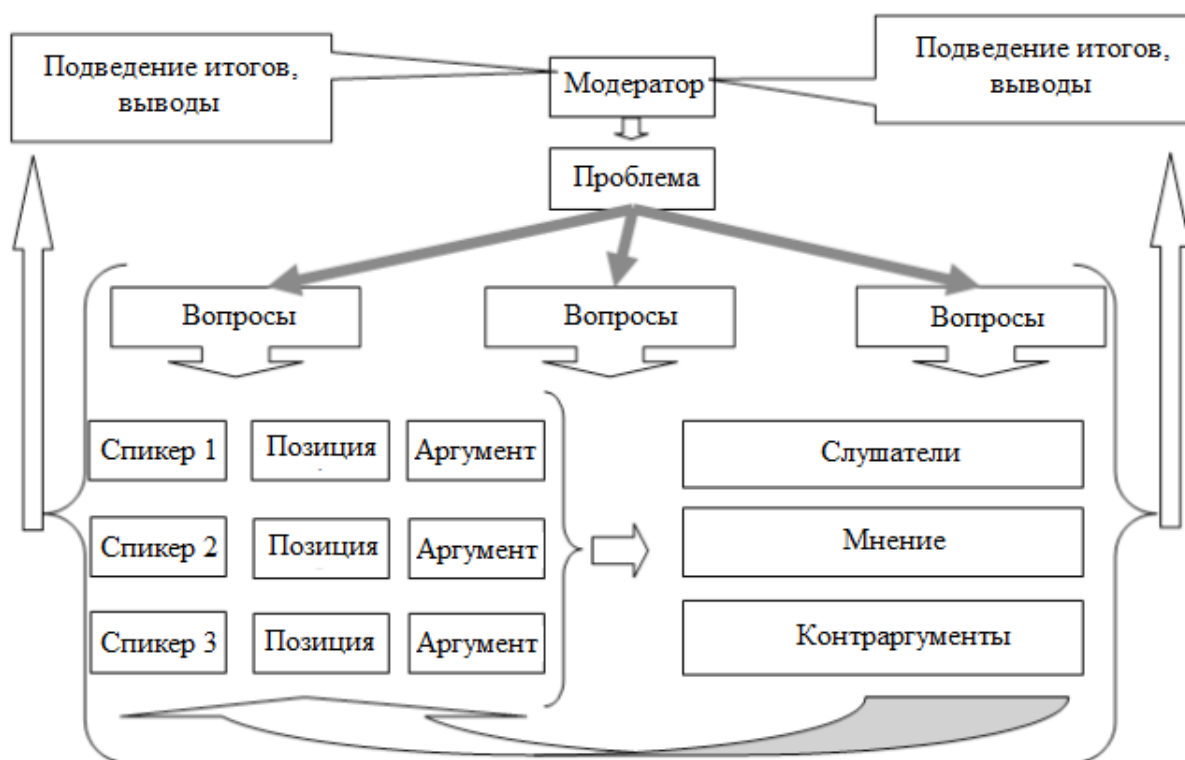 Подведение итогов,
выводы
Модератор
Подведение итогов,
выводы
Проблема
Вопросы
Вопросы
Вопросы
Спикер 1
Позиция
Аргумент
Слушатели
Спикер 2
Позиция
Аргумент
Мнение
Спикер 3
Позиция
Аргумент
Контраргументы